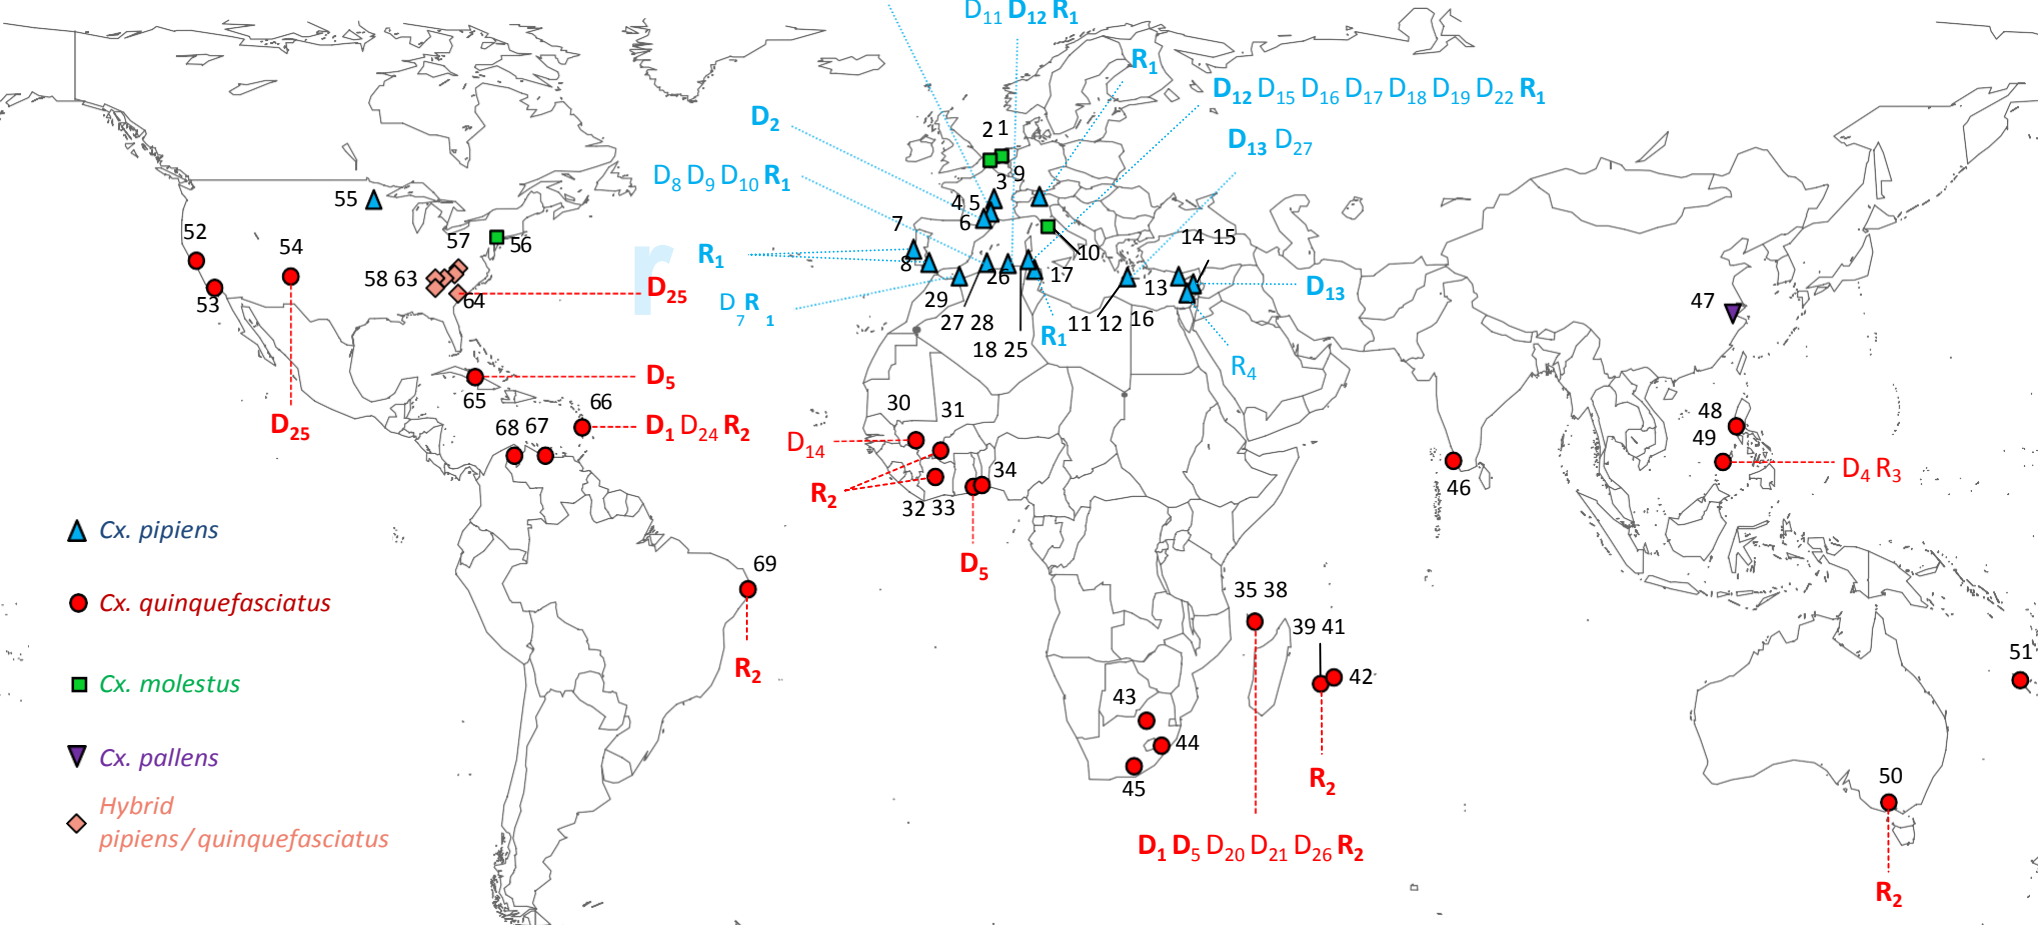 D11 D12 R1
R1
D12 D15 D16 D17 D18 D19 D22 R1
D2
2 1
D13 D27
D8 D9 D10 R1
3 9
55
4 5
6
7
52
54
57
56
14 15
R1
8
10
r
58 63
26
17
D25
64
53
D7 R1
29
13
D13
47
27 28
R1
11 12 16
18 25
R4
D5
65
30
31
66
48
D25
68 67
D1 D24 R2
D14
49
34
D4 R3
R2
46
32 33
Cx. pipiens
D5
69
35 38
Cx. quinquefasciatus
39 41
R2
51
Cx. molestus
42
43
44
Cx. pallens
R2
50
45
Hybrid
pipiens / quinquefasciatus
D1 D5 D20 D21 D26 R2
R2